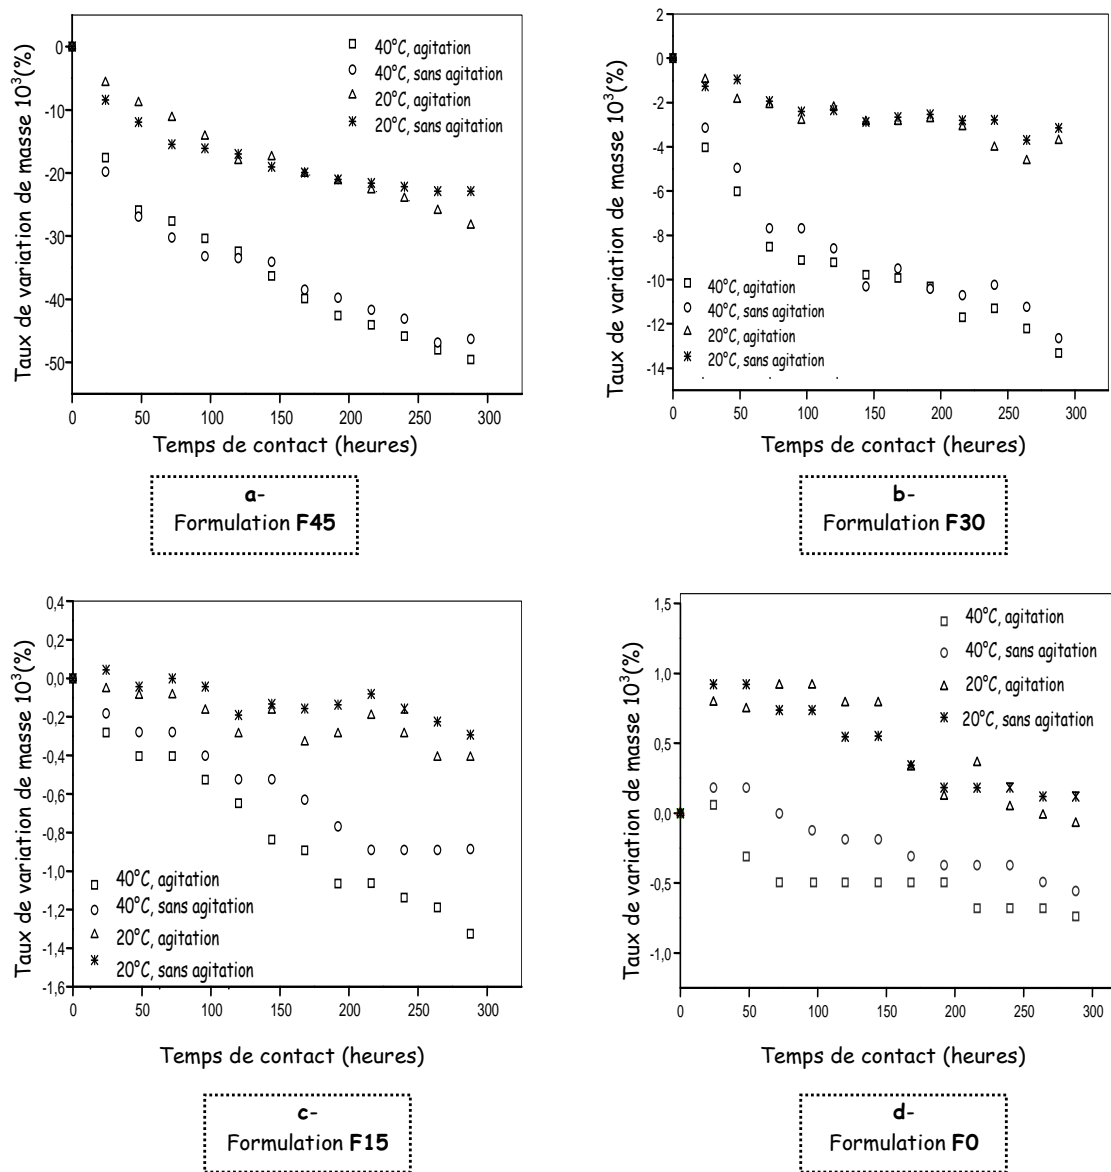 Taux de variation de masse 10³(%)
0
-10
-20
-30
-40
-50
40°C, agitation
40°C, sans agitation
20°C, agitation
20°C, sans agitation
0
50
100
150
200
250
300
Temps de contact (heures)
a-
Formulation F45
Taux de variation de masse 10³(%)
2
0
-2
-4
-6
-8
-10
-12
-14
40°C, agitation
40°C, sans agitation
20°C, agitation
20°C, sans agitation
0
50
100
150
200
250
300
Temps de contact (heures)
b-
Formulation F30
Taux de variation de masse 10³(%)
0,4
0,2
0,0
-0,2
-0,4
-0,6
-0,8
-1,0
-1,2
-1,4
-1,6
40°C, agitation
40°C, sans agitation
20°C, agitation
20°C, sans agitation
0
50
100
150
200
250
300
Temps de contact (heures)
c-
Formulation F15
Taux de variation de masse 10³(%)
1,5
1,0
0,5
0,0
-0,5
-1,0
40°C, agitation
40°C, sans agitation
20°C, agitation
20°C, sans agitation
0
50
100
150
200
250
300
Temps de contact (heures)
d-
Formulation F0